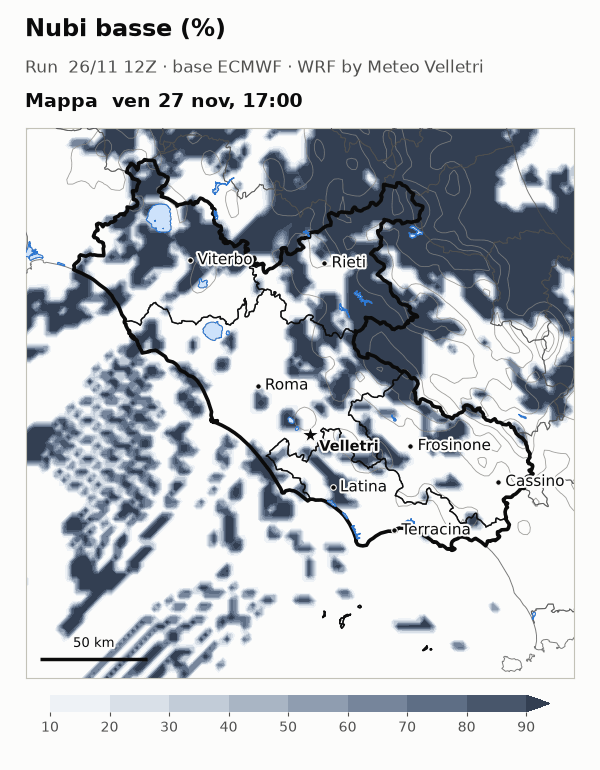 Nubi basse (%)
Run 26/11 12Z · base ECMWF · WRF by Meteo Velletri
Mappa ven 27 nov, 17:00
Viterbo
Rieti
Roma
Velletri
Frosinone
Latina
Cassino
Terracina
50 km
10 20 30 40 50 60 70 80 90